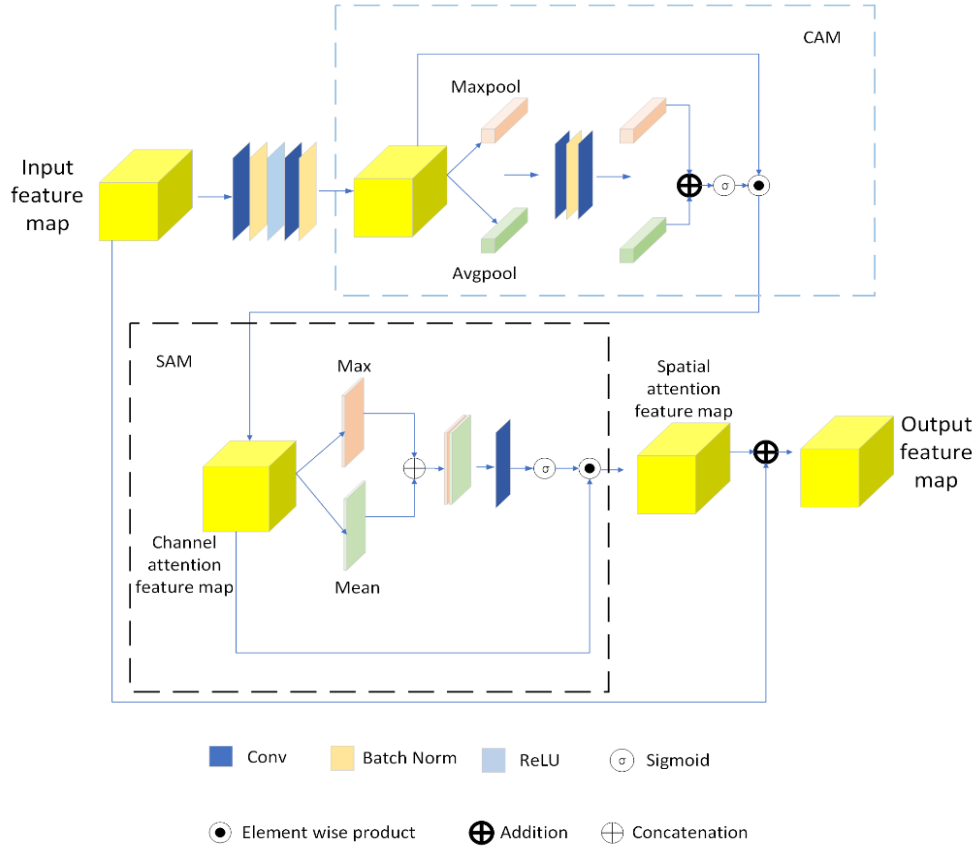 CAM
Maxpool
Input
feature
map
Avgpool
σ
SAM
Max
Spatial
attention
feature map
Output
feature
map
σ
Channel
attention
feature map
Mean
Conv
Batch Norm
ReLU
σ
Sigmoid
Element wise product
Addition
Concatenation